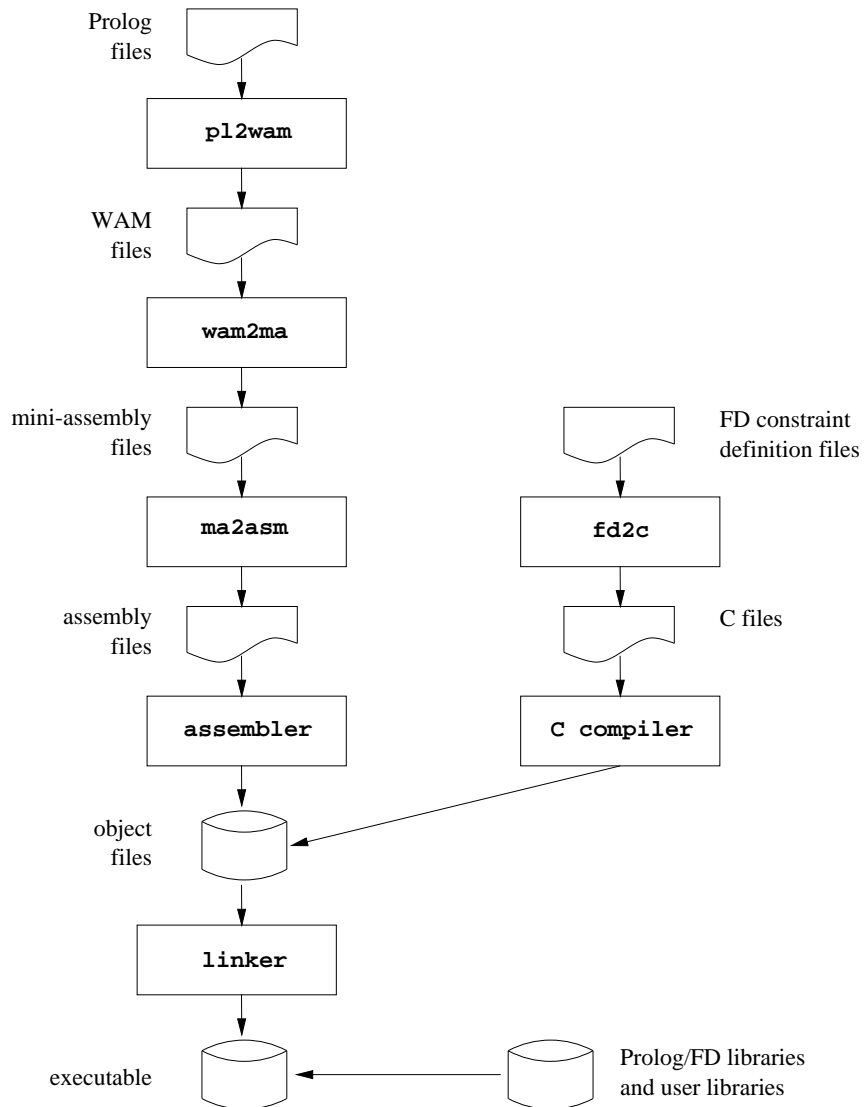 Prolog
files
pl2wam
WAM
files
wam2ma
mini-assembly
files
FD constraint
definition files
ma2asm
fd2c
assembly
files
C files
assembler
C compiler
object
files
linker
executable
Prolog/FD libraries
and user libraries